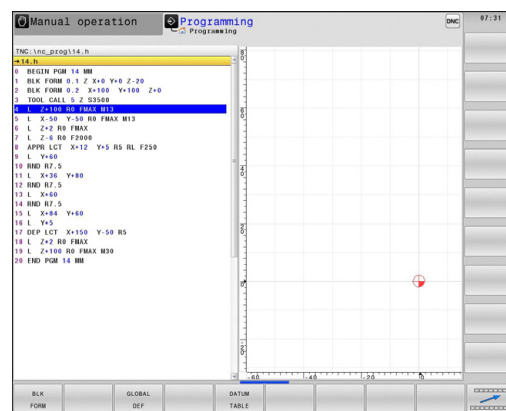 Manual operation
Programming
Programming
DNC
07:31
TNC:\nc_prog\14.h
→14.h
0 BEGIN PGM 14 MM
1 BLK FORM 0.1 Z X+0 Y+0 Z-20
2 BLK FORM 0.2 X+100 Y+100 Z+0
3 TOOL CALL 5 Z S3500
4 L Z+100 R0 FMAX M13
5 L X-50 Y-50 R0 FMAX M13
6 L Z+2 R0 FMAX
7 L Z-6 R0 F2000
8 APPR LCT X+12 Y+5 R5 RL F250
9 L Y+60
10 RND R7.5
11 L X+36 Y+80
12 RND R7.5
13 L X+60
14 RND R7.5
15 L X+84 Y+60
16 L Y+5
17 DEP LCT X+150 Y-50 R5
18 L Z+2 R0 FMAX
19 L Z+100 R0 FMAX M30
20 END PGM 14 MM
80
60
40
20
0
-20
-60 -40 -20 0
BLK FORM
GLOBAL DEF
DATUM TABLE